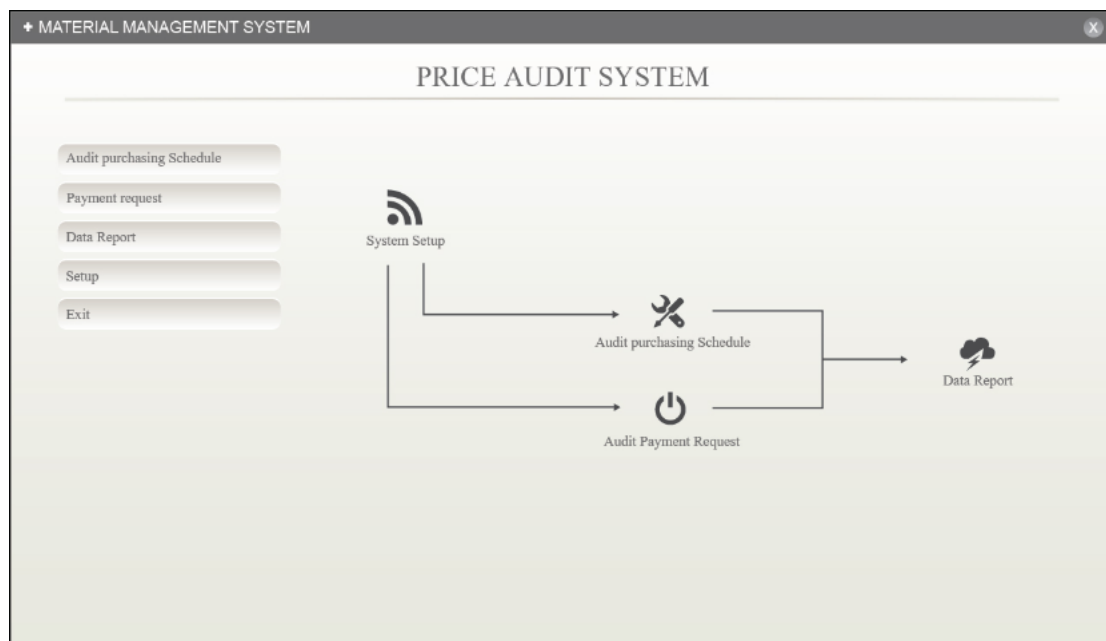 + MATERIAL MANAGEMENT SYSTEM
X
PRICE AUDIT SYSTEM
Audit purchasing Schedule
Payment request
Data Report
Setup
Exit
System Setup
Audit purchasing Schedule
Data Report
Audit Payment Request